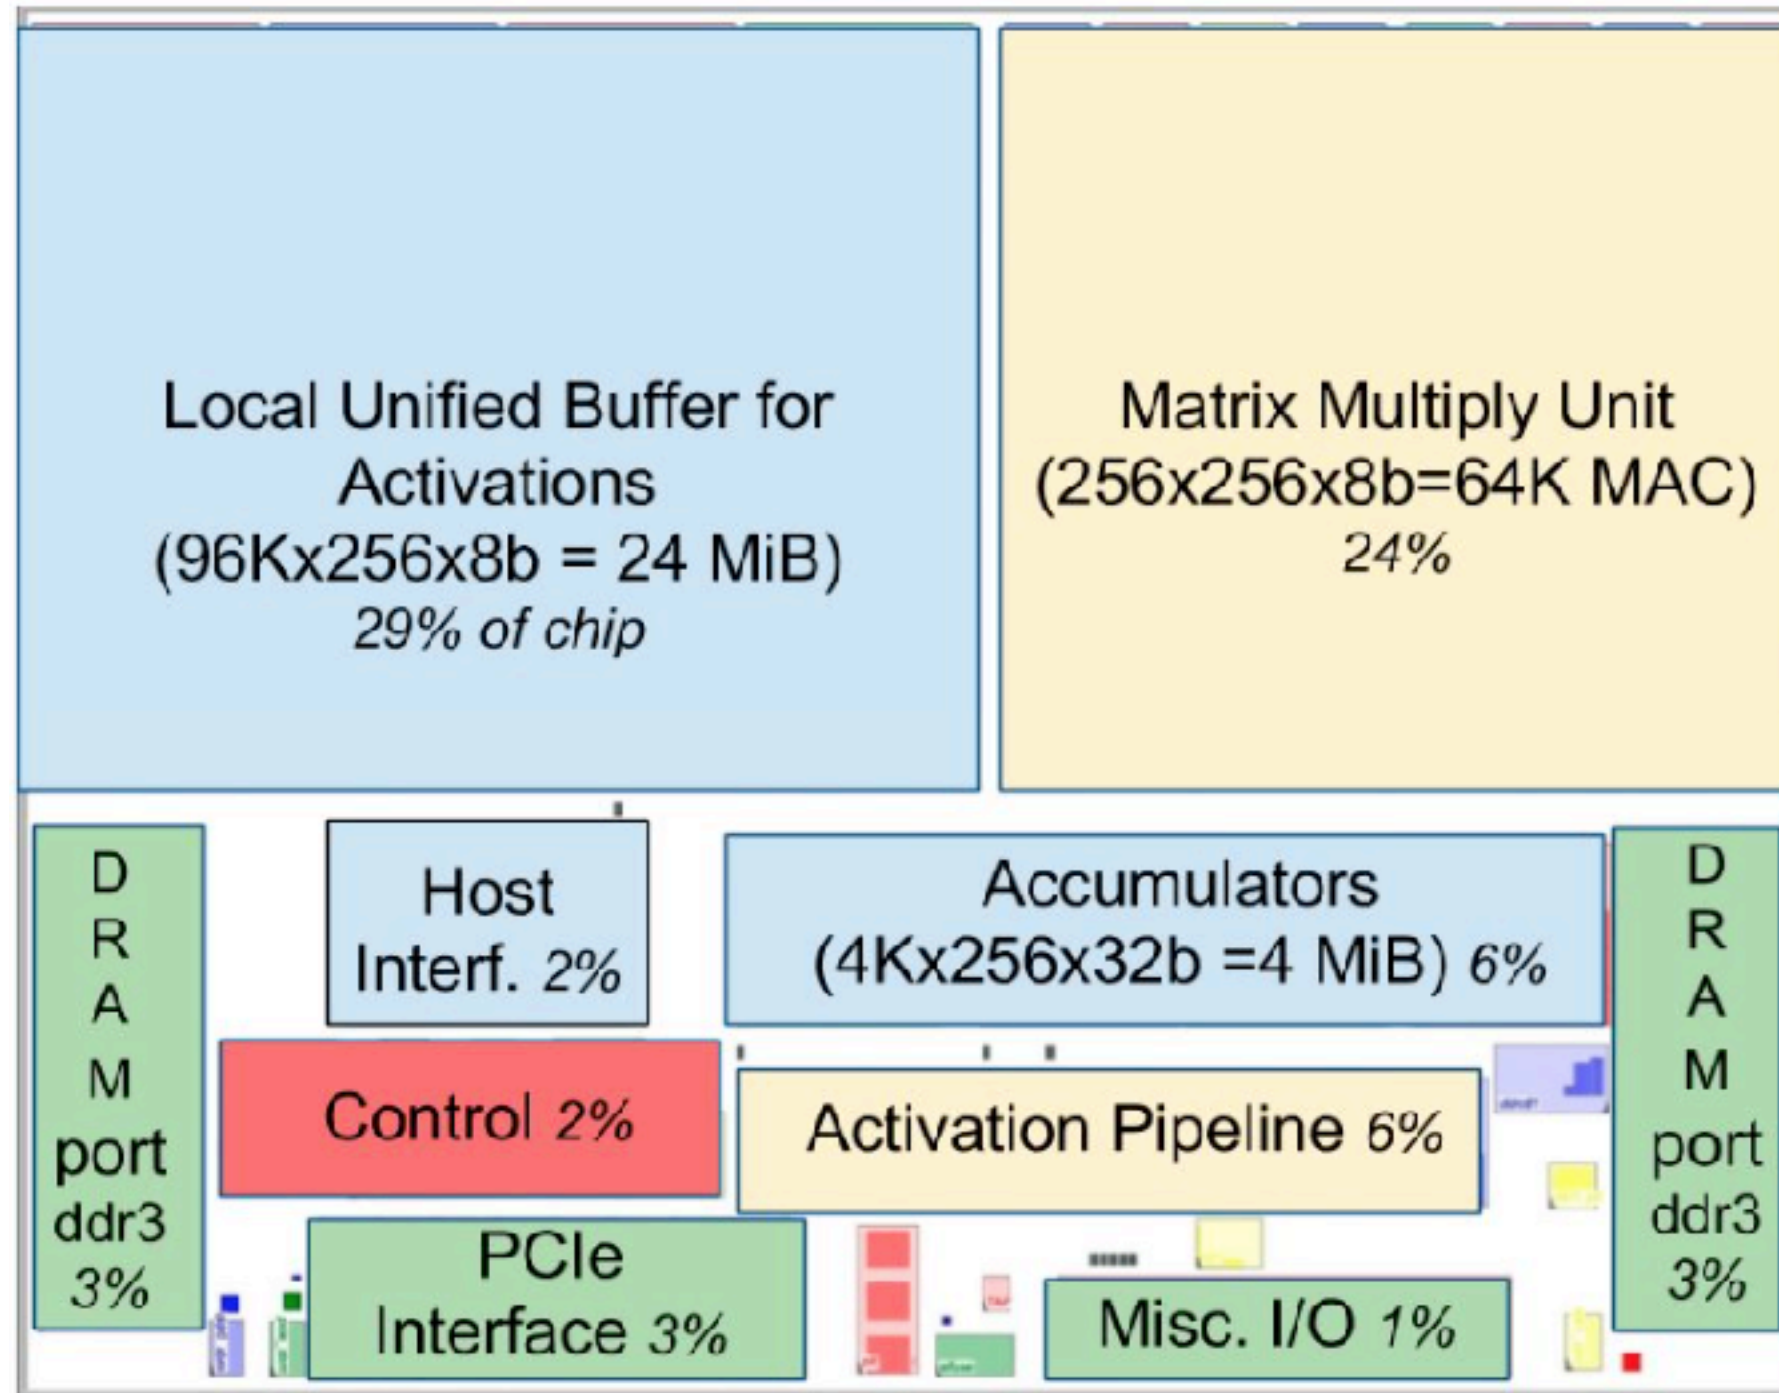 Local Unified Buffer for
Activations
(96Kx256x8b = 24 MiB)
29% of chip
Matrix Multiply Unit
(256x256x8b=64K MAC)
24%
D
R
A
M
port
ddr3
3%
Host
Interf. 2%
Accumulators
(4Kx256x32b =4 MiB) 6%
D
R
A
M
port
ddr3
3%
Control 2%
Activation Pipeline 6%
PCIe
Interface 3%
Misc. I/O 1%